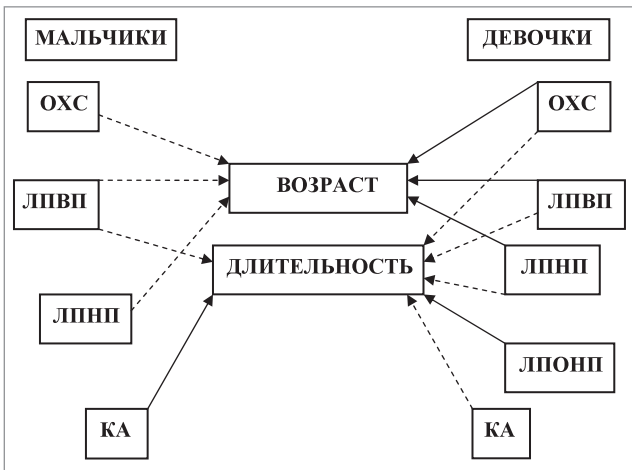 МАЛЬЧИКИ
ДЕВОЧКИ
ОХС
ОХС
ВОЗРАСТ
ЛПВП
ЛПВП
ДЛИТЕЛЬНОСТЬ
ЛПНП
ЛПНП
ЛПОНП
КА
КА